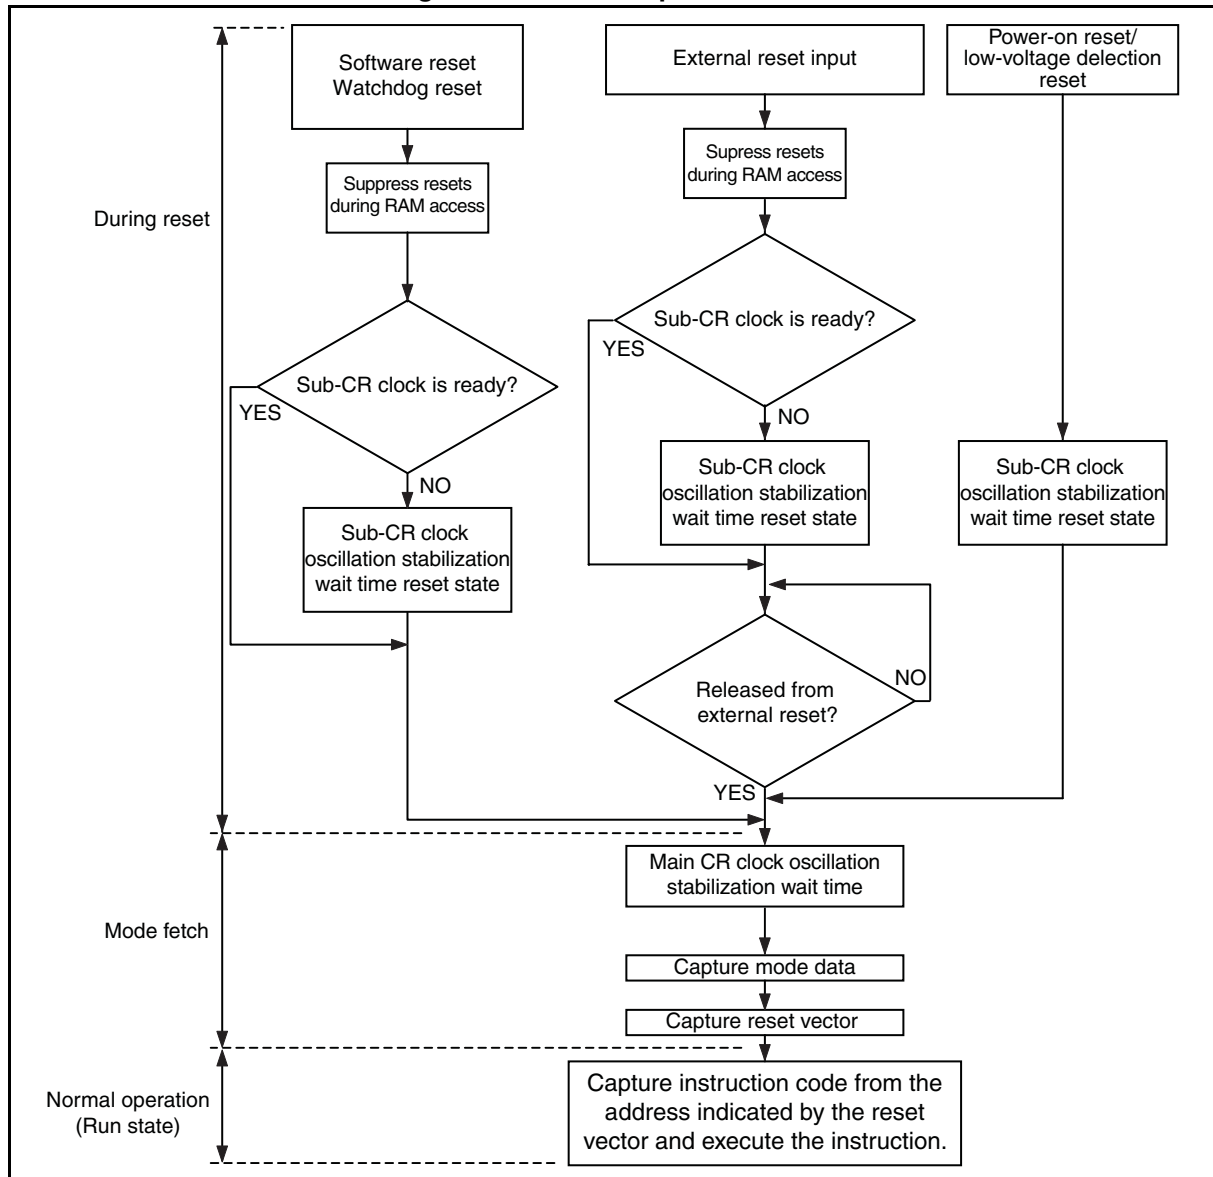 Software reset
Watchdog reset
External reset input
Power-on reset/
low-voltage delection
reset
Suppress resets
during RAM access
Supress resets
during RAM access
During reset
Sub-CR clock is ready?
YES
NO
Sub-CR clock is ready?
YES
NO
Sub-CR clock
oscillation stabilization
wait time reset state
Sub-CR clock
oscillation stabilization
wait time reset state
Sub-CR clock
oscillation stabilization
wait time reset state
Released from
external reset?
NO
YES
Main CR clock oscillation
stabilization wait time
Mode fetch
Capture mode data
Capture reset vector
Normal operation
(Run state)
Capture instruction code from the
address indicated by the reset
vector and execute the instruction.